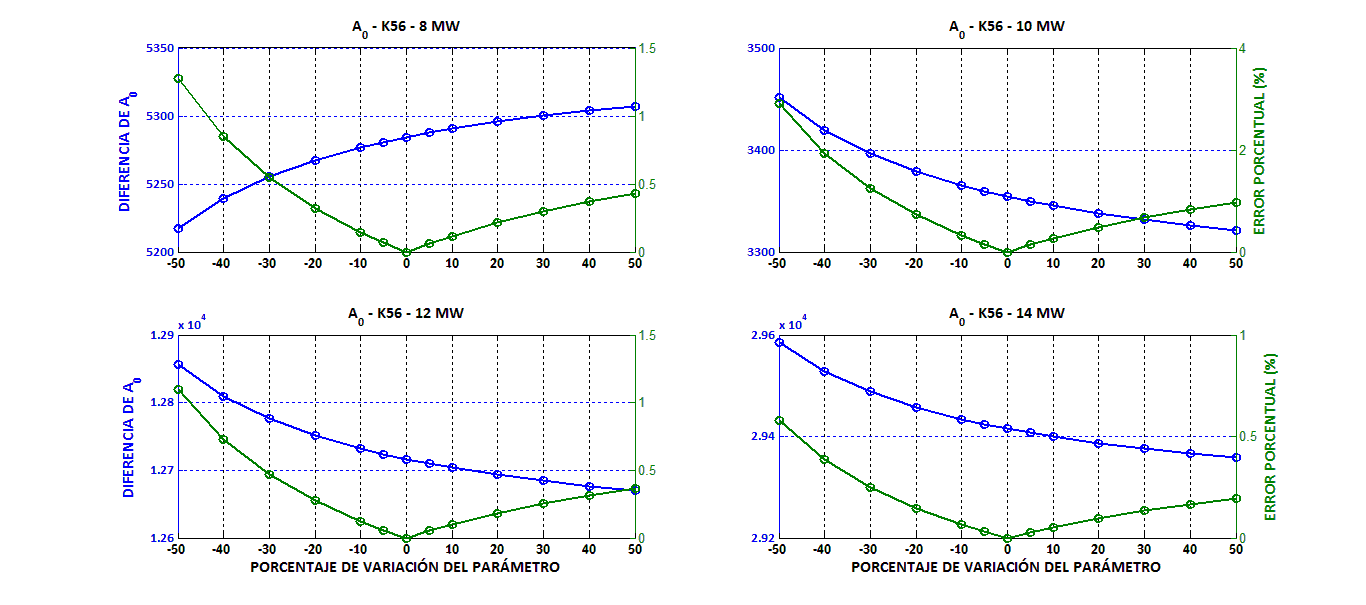 A0 - K56 - 8 MW
DIFERENCIA DE A0
5350
5300
5250
5200
1.5
1
0.5
0
-50 -40 -30 -20 -10 0 10 20 30 40 50
A0 - K56 - 10 MW
3500
3400
3300
4
2
0
ERROR PORCENTUAL (%)
-50 -40 -30 -20 -10 0 10 20 30 40 50
A0 - K56 - 12 MW
x 10^4
DIFERENCIA DE A0
1.29
1.28
1.27
1.26
1.5
1
0.5
0
-50 -40 -30 -20 -10 0 10 20 30 40 50
PORCENTAJE DE VARIACIÓN DEL PARÁMETRO
A0 - K56 - 14 MW
x 10^4
2.96
2.94
2.92
1
0.5
0
ERROR PORCENTUAL (%)
-50 -40 -30 -20 -10 0 10 20 30 40 50
PORCENTAJE DE VARIACIÓN DEL PARÁMETRO